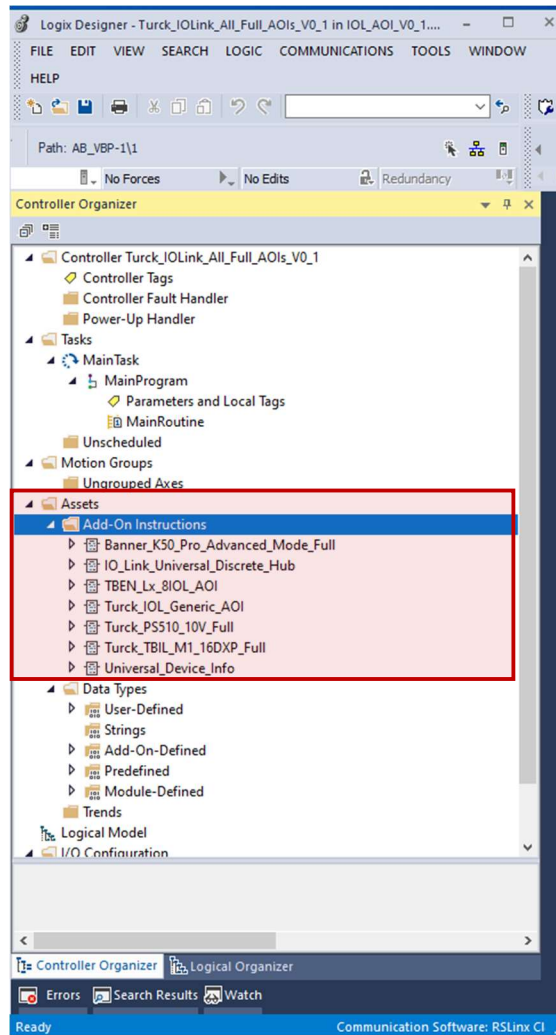 Logix Designer - Turck_IOLink_All_Full_AOIs_V0_1 in IOL_AOI_V0_1....
FILE EDIT VIEW SEARCH LOGIC COMMUNICATIONS TOOLS WINDOW
HELP
Path: AB_VBP-1\1
No Forces No Edits Redundancy
Controller Organizer
Controller Turck_IOLink_All_Full_AOIs_V0_1
Controller Tags
Controller Fault Handler
Power-Up Handler
Tasks
MainTask
MainProgram
Parameters and Local Tags
MainRoutine
Unscheduled
Motion Groups
Ungrouped Axes
Assets
Add-On Instructions
Banner_K50_Pro_Advanced_Mode_Full
IO_Link_Universal_Discrete_Hub
TBEN_Lx_8IOL_AOI
Turck_IOL_Generic_AOI
Turck_PS510_10V_Full
Turck_TBIL_M1_16DXP_Full
Universal_Device_Info
Data Types
User-Defined
Strings
Add-On-Defined
Predefined
Module-Defined
Trends
Logical Model
I/O Configuration
Controller Organizer Logical Organizer
Errors Search Results Watch
Ready Communication Software: RSLinx Cl